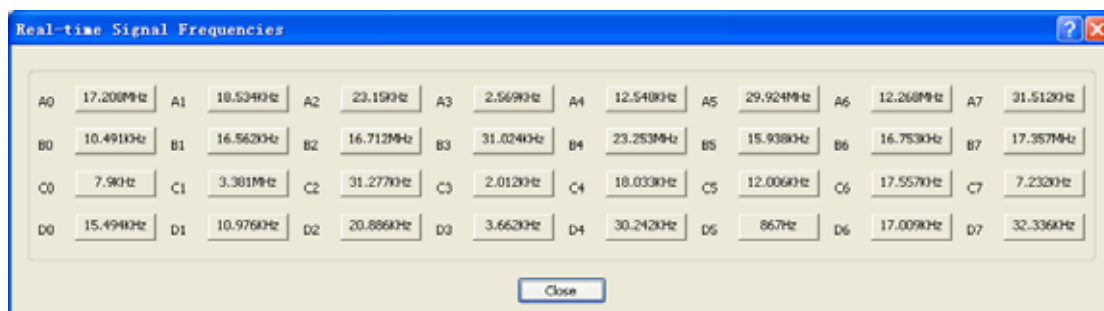 Real-time Signal Frequencies
A0 17.208MHz A1 18.534KHz A2 23.15KHz A3 2.569KHz A4 12.548KHz A5 29.924MHz A6 12.268MHz A7 31.512KHz
B0 10.491KHz B1 16.562KHz B2 16.712MHz B3 31.024KHz B4 23.253MHz B5 15.938KHz B6 16.753KHz B7 17.357MHz
C0 7.9KHz C1 3.381MHz C2 31.277KHz C3 2.012KHz C4 18.033KHz C5 12.006KHz C6 17.557KHz C7 7.232KHz
D0 15.494KHz D1 10.976KHz D2 20.886KHz D3 3.662KHz D4 30.242KHz D5 867Hz D6 17.009KHz D7 32.336KHz
Close